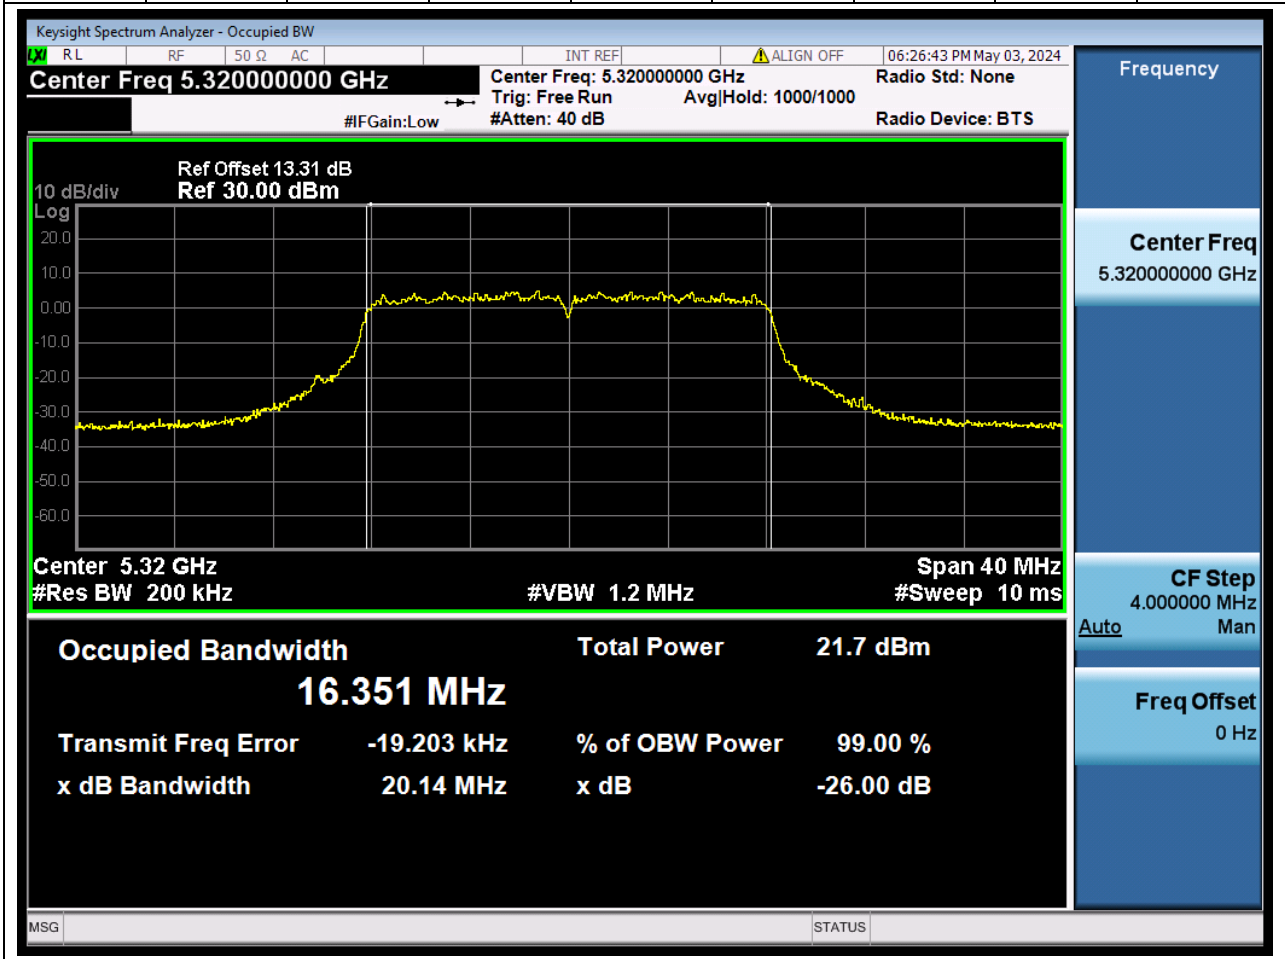 Keysight Spectrum Analyzer - Occupied BW
LXI RL RF 50 Ω AC INT REF ALIGN OFF 06:26:43 PM May 03, 2024
Center Freq 5.320000000 GHz
Center Freq: 5.320000000 GHz
Radio Std: None
Trig: Free Run Avg|Hold: 1000/1000
#IFGain:Low
#Atten: 40 dB
Radio Device: BTS
Ref Offset 13.31 dB
10 dB/div Ref 30.00 dBm
Log
20.0
10.0
0.00
-10.0
-20.0
-30.0
-40.0
-50.0
-60.0
Center 5.32 GHz Span 40 MHz
#Res BW 200 kHz #VBW 1.2 MHz #Sweep 10 ms
Occupied Bandwidth Total Power 21.7 dBm
16.351 MHz
Transmit Freq Error -19.203 kHz % of OBW Power 99.00 %
x dB Bandwidth 20.14 MHz x dB -26.00 dB
MSG STATUS
Frequency
Center Freq
5.320000000 GHz
CF Step
4.000000 MHz
Auto Man
Freq Offset
0 Hz